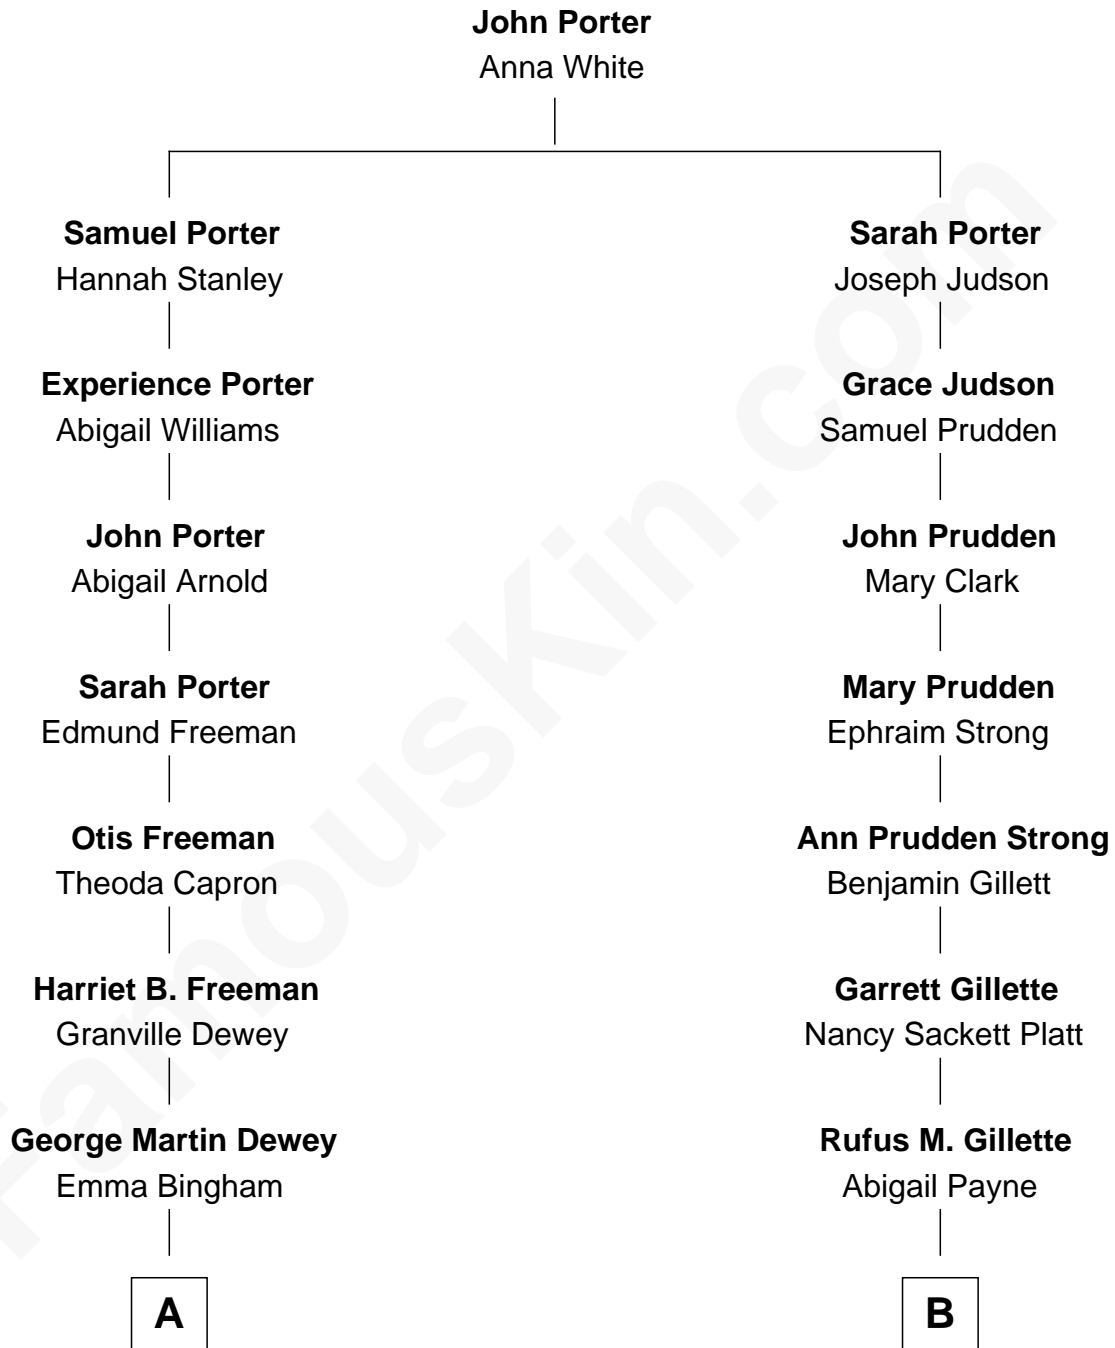 John Porter
Anna White
Samuel Porter
Hannah Stanley
Sarah Porter
Joseph Judson
Experience Porter
Abigail Williams
Grace Judson
Samuel Prudden
John Porter
Abigail Arnold
John Prudden
Mary Clark
Sarah Porter
Edmund Freeman
Mary Prudden
Ephraim Strong
Otis Freeman
Theoda Capron
Ann Prudden Strong
Benjamin Gillett
Harriet B. Freeman
Granville Dewey
Garrett Gillette
Nancy Sackett Platt
George Martin Dewey
Emma Bingham
Rufus M. Gillette
Abigail Payne
A
B
FamousKin.com